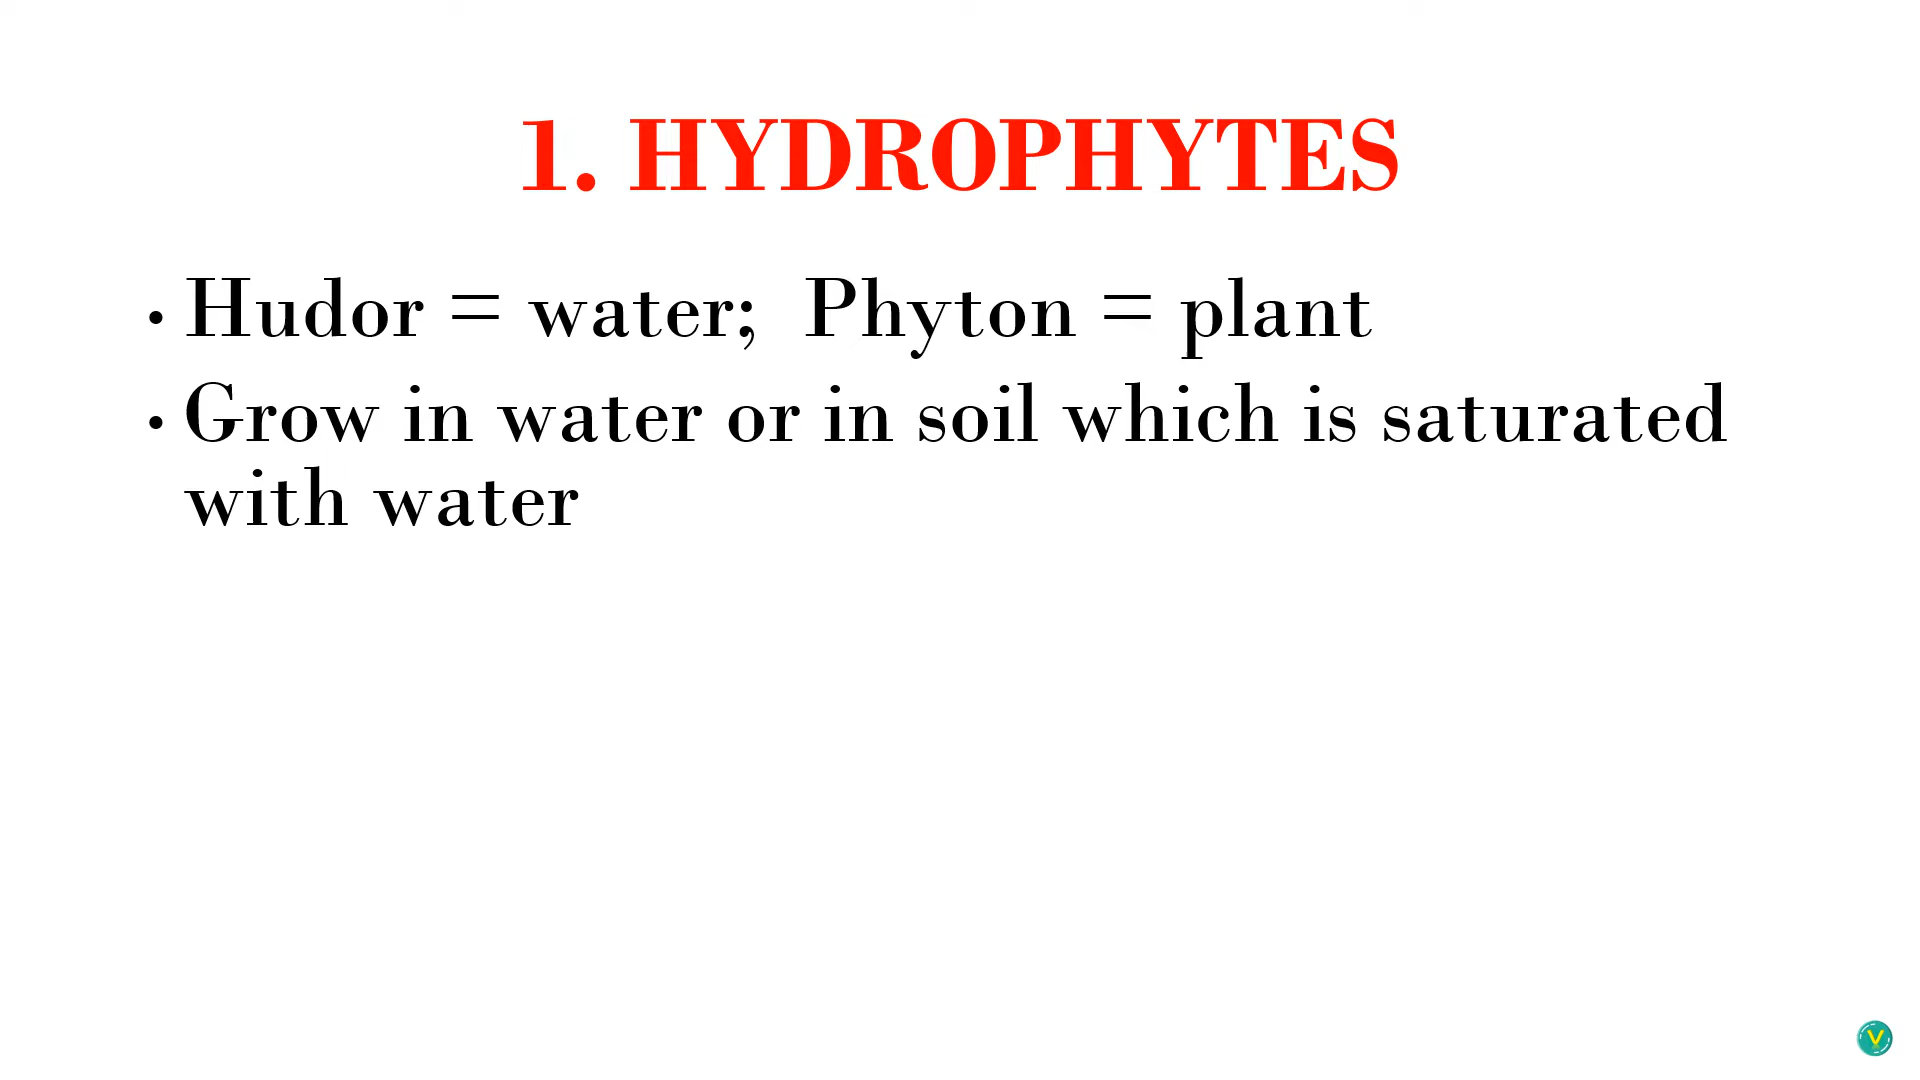 1. HYDROPHYTES
• Hudor = water; Phyton = plant
• Grow in water or in soil which is saturated
with water
V